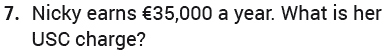 7. Nicky earns €35,000 a year. What is her
USC charge?